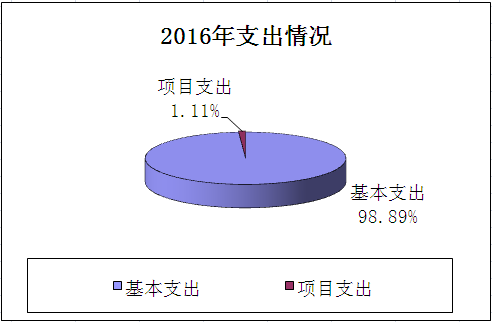 2016年支出情况
项目支出
1.11%
基本支出
98.89%
基本支出 项目支出